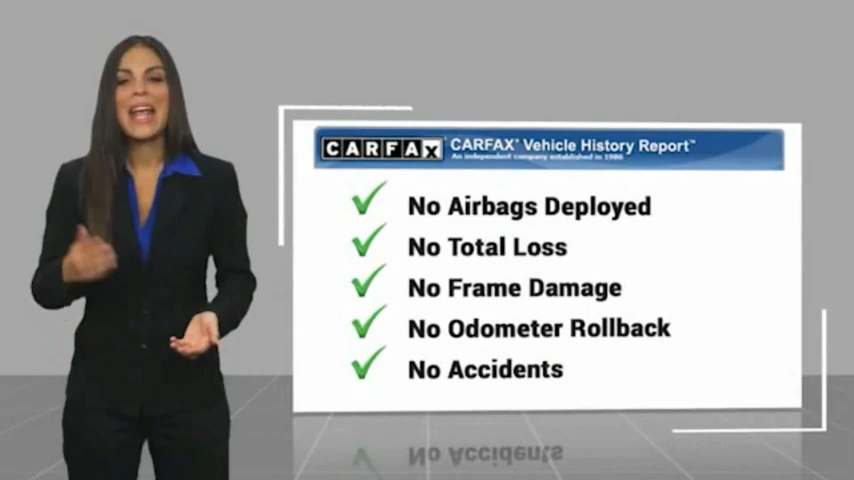 CARFAX CARFAX® Vehicle History Report™
An independent company established in 1986
No Airbags Deployed
No Total Loss
No Frame Damage
No Odometer Rollback
No Accidents
No Accidents